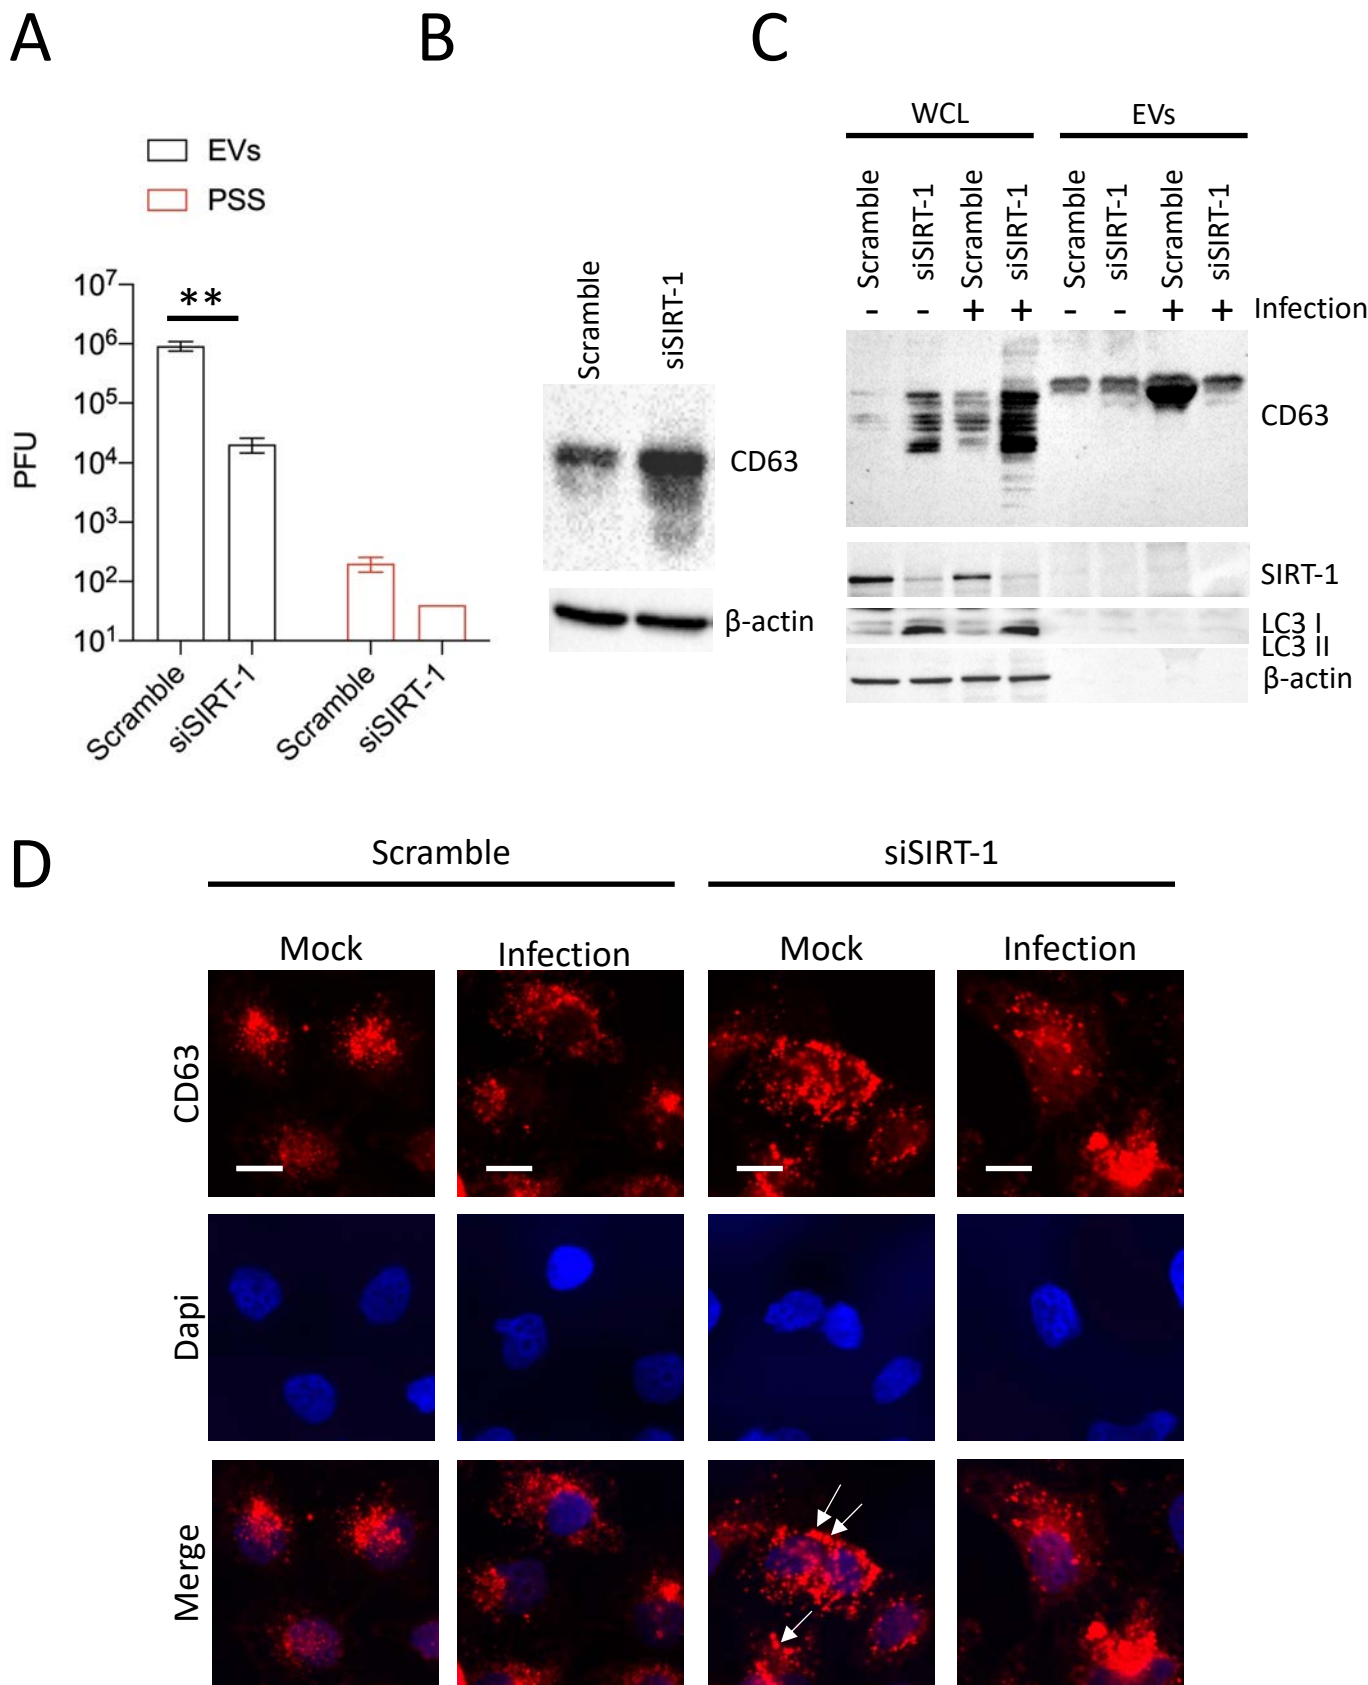 A
B
C
EVs
PSS
**
10⁷
10⁶
10⁵
10⁴
10³
10²
10¹
PFU
Scramble
siSIRT-1
Scramble
siSIRT-1
Scramble
siSIRT-1
CD63
β-actin
WCL
EVs
Scramble
siSIRT-1
Scramble
siSIRT-1
Scramble
siSIRT-1
Scramble
siSIRT-1
- - + + - - + + Infection
CD63
SIRT-1
LC3 I
LC3 II
β-actin
D
Scramble
siSIRT-1
Mock
Infection
Mock
Infection
CD63
Dapi
Merge